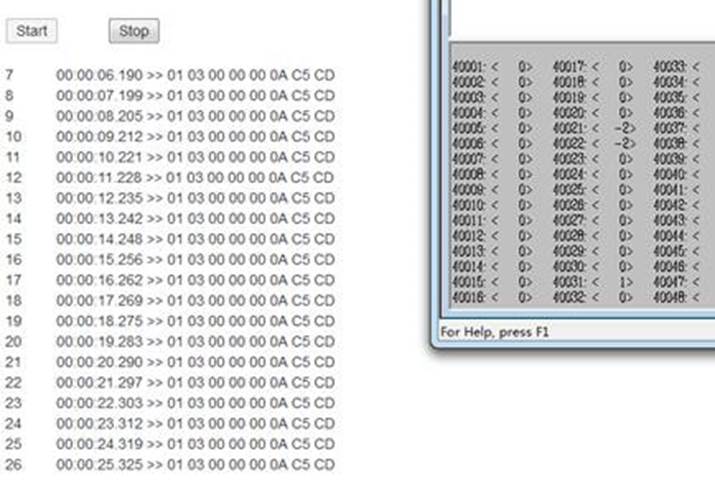 Start Stop
7 00:00:06.190 >> 01 03 00 00 00 0A C5 CD
8 00:00:07.199 >> 01 03 00 00 00 0A C5 CD
9 00:00:08.205 >> 01 03 00 00 00 0A C5 CD
10 00:00:09.212 >> 01 03 00 00 00 0A C5 CD
11 00:00:10.221 >> 01 03 00 00 00 0A C5 CD
12 00:00:11.228 >> 01 03 00 00 00 0A C5 CD
13 00:00:12.235 >> 01 03 00 00 00 0A C5 CD
14 00:00:13.242 >> 01 03 00 00 00 0A C5 CD
15 00:00:14.248 >> 01 03 00 00 00 0A C5 CD
16 00:00:15.256 >> 01 03 00 00 00 0A C5 CD
17 00:00:16.262 >> 01 03 00 00 00 0A C5 CD
18 00:00:17.269 >> 01 03 00 00 00 0A C5 CD
19 00:00:18.275 >> 01 03 00 00 00 0A C5 CD
20 00:00:19.283 >> 01 03 00 00 00 0A C5 CD
21 00:00:20.290 >> 01 03 00 00 00 0A C5 CD
22 00:00:21.297 >> 01 03 00 00 00 0A C5 CD
23 00:00:22.303 >> 01 03 00 00 00 0A C5 CD
24 00:00:23.312 >> 01 03 00 00 00 0A C5 CD
25 00:00:24.319 >> 01 03 00 00 00 0A C5 CD
26 00:00:25.325 >> 01 03 00 00 00 0A C5 CD
40001: < 0> 40017: < 0> 40033: <
40002: < 0> 40018: < 0> 40034: <
40003: < 0> 40019: < 0> 40035: <
40004: < 0> 40020: < 0> 40036: <
40005: < 0> 40021: < -2> 40037: <
40006: < 0> 40022: < -2> 40038: <
40007: < 0> 40023: < 0> 40039: <
40008: < 0> 40024: < 0> 40040: <
40009: < 0> 40025: < 0> 40041: <
40010: < 0> 40026: < 0> 40042: <
40011: < 0> 40027: < 0> 40043: <
40012: < 0> 40028: < 0> 40044: <
40013: < 0> 40029: < 0> 40045: <
40014: < 0> 40030: < 0> 40046: <
40015: < 0> 40031: < 1> 40047: <
40016: < 0> 40032: < 0> 40048: <
For Help, press F1